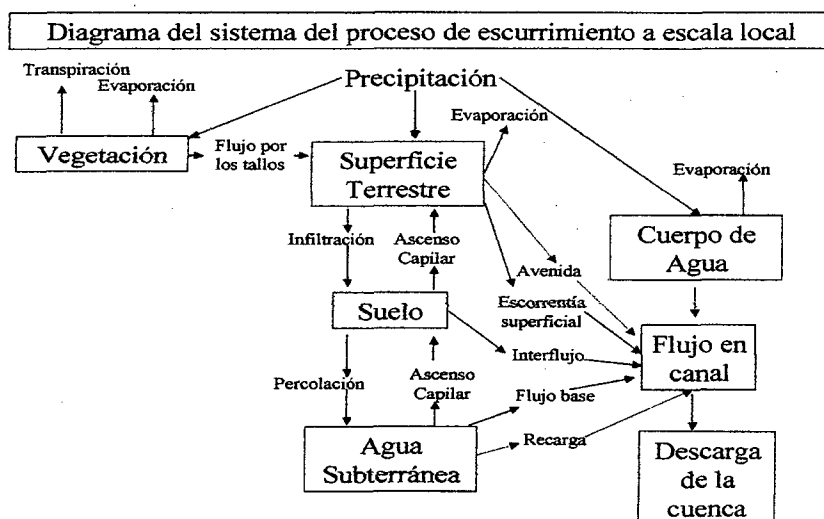 Diagrama del sistema del proceso de escurrimiento a escala local
Transpiración
Evaporación
Precipitación
Evaporación
Vegetación
Flujo por
los tallos
Superficie
Terrestre
Evaporación
Cuerpo de
Agua
Infiltración
Ascenso
Capilar
Avenida
Escorrentía
superficial
Suelo
Interflujo
Flujo en
canal
Percolación
Ascenso
Capilar
Flujo base
Agua
Subterránea
Recarga
Descarga
de la
cuenca